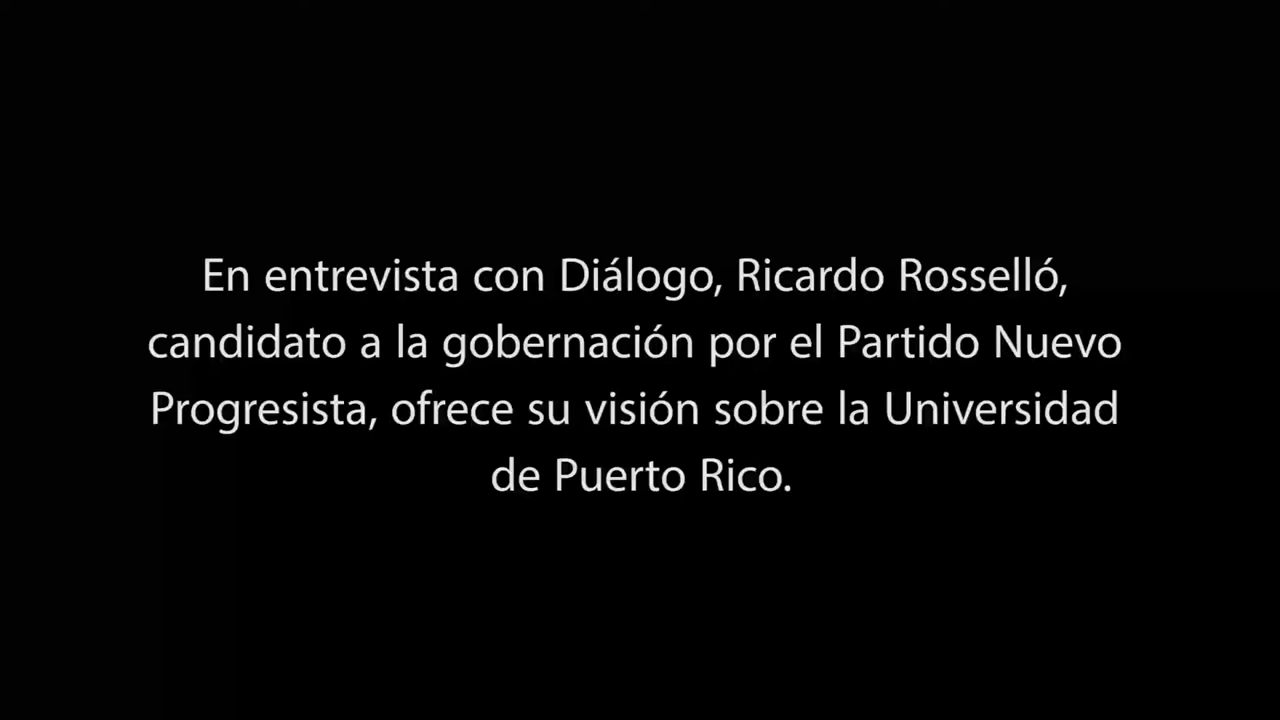 En entrevista con Diálogo, Ricardo Rosselló,
candidato a la gobernación por el Partido Nuevo
Progresista, ofrece su visión sobre la Universidad
de Puerto Rico.